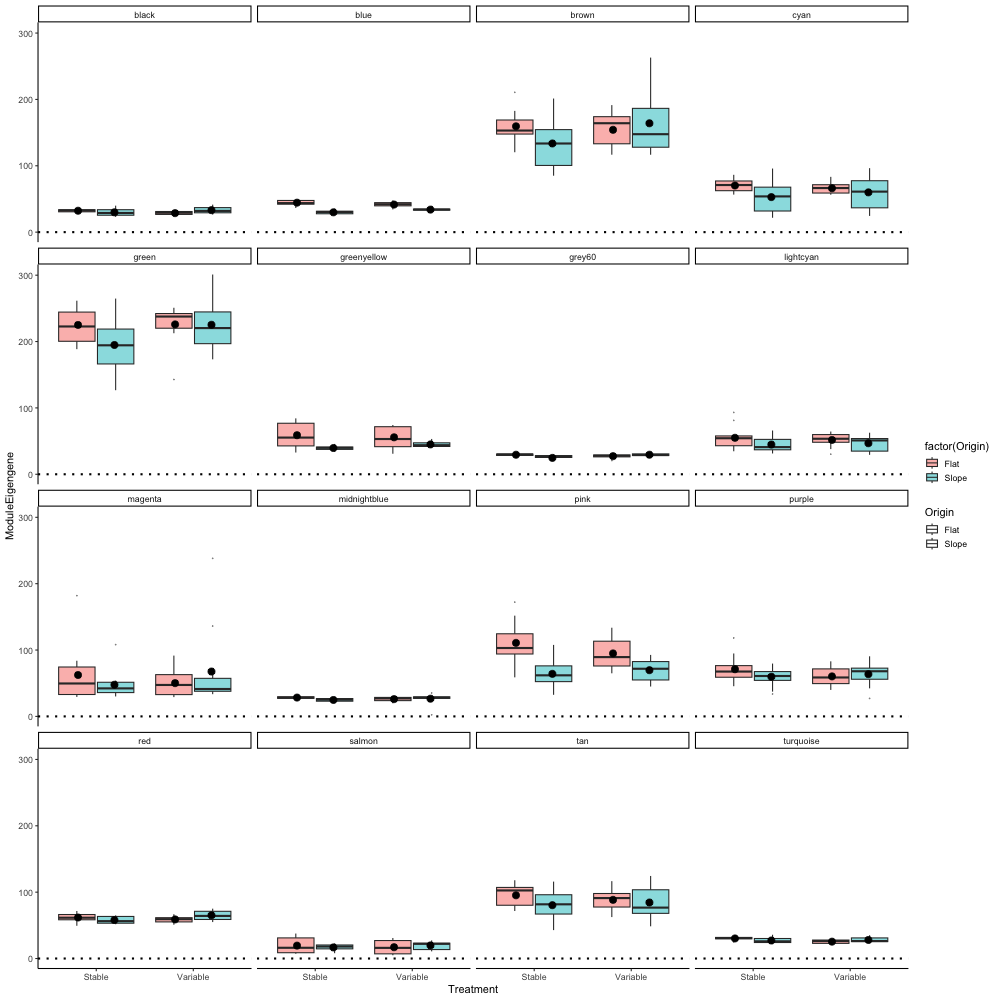 black blue brown cyan
300
200
100
0
green greenyellow grey60 lightcyan
300
200
100
0
magenta midnightblue pink purple
300
200
100
0
red salmon tan turquoise
300
200
100
0
Stable Variable Stable Variable Stable Variable Stable Variable
Treatment
ModuleEigengene
factor(Origin)
Flat
Slope
Origin
Flat
Slope